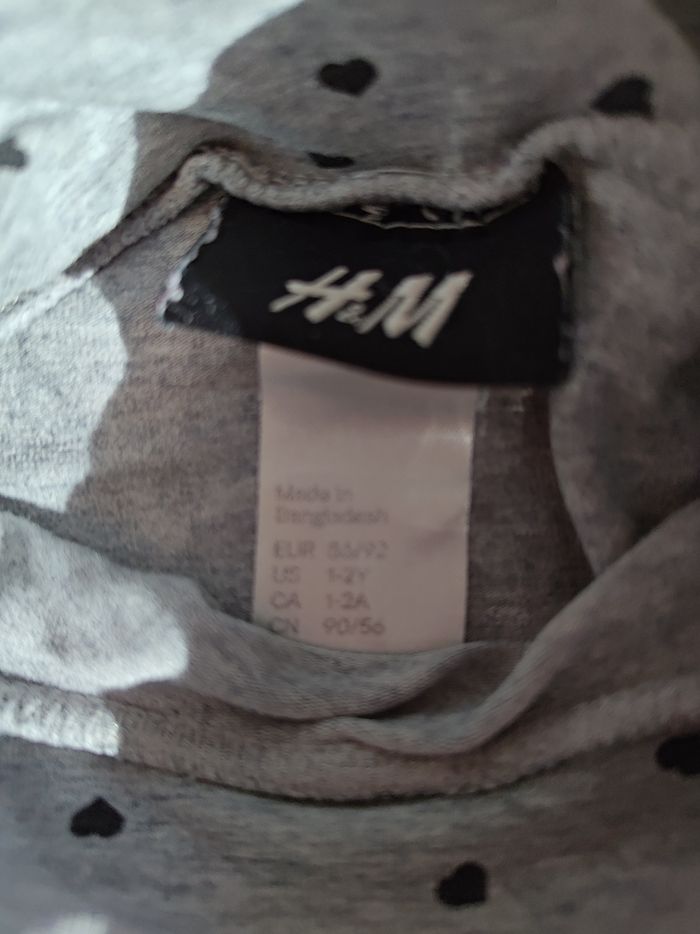 H&M
Made in
Bangladesh
EUR 86/92
US 1-2Y
CA 1-2A
CN 90/56